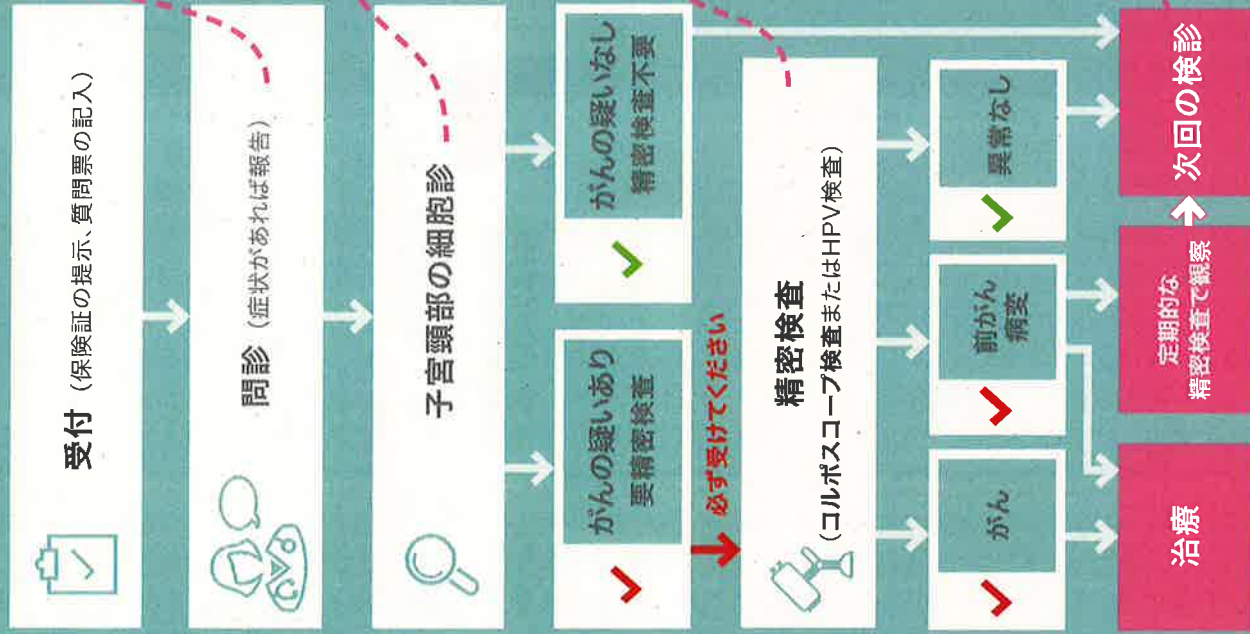 受付（保険証の提示、質問票の記入）
問診（症状があれば報告）
子宮頸部の細胞診
がんの疑いあり
要精密検査
がんの疑いなし
精密検査不要
必ず受けてください
精密検査
（コルポスコープ検査またはHPV検査）
がん
前がん
病変
異常なし
治療
定期的な
精密検査で観察
次回の検診